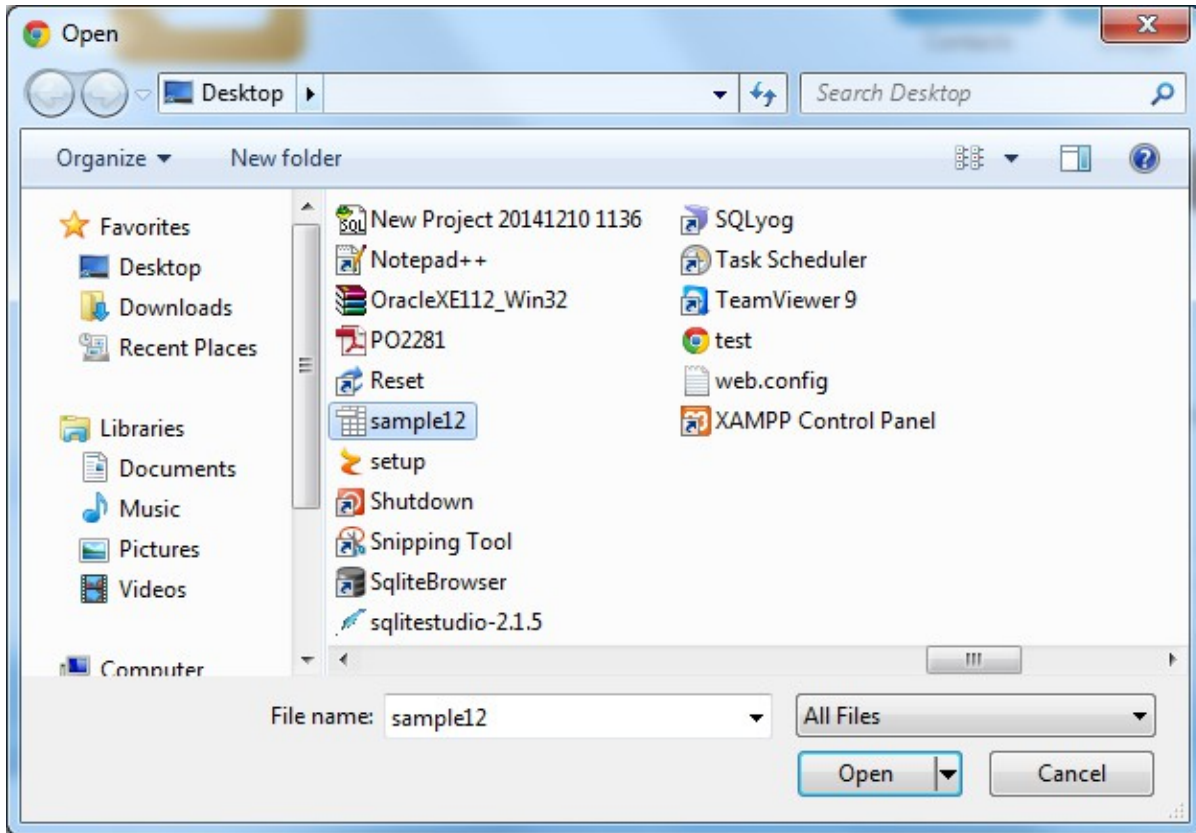 Open
Desktop
Search Desktop
Organize
New folder
Favorites
Desktop
Downloads
Recent Places
Libraries
Documents
Music
Pictures
Videos
Computer
New Project 20141210 1136
Notepad++
OracleXE112_Win32
PO2281
Reset
sample12
setup
Shutdown
Snipping Tool
SqliteBrowser
sqlitestudio-2.1.5
SQLyog
Task Scheduler
TeamViewer 9
test
web.config
XAMPP Control Panel
File name: sample12
All Files
Open
Cancel